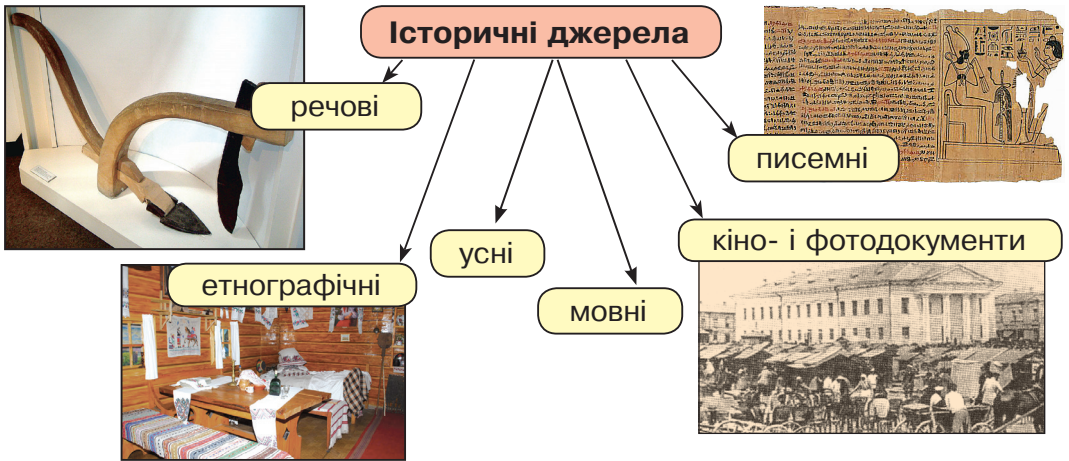 Історичні джерела
речові
писемні
усні
кіно- і фотодокументи
етнографічні
мовні